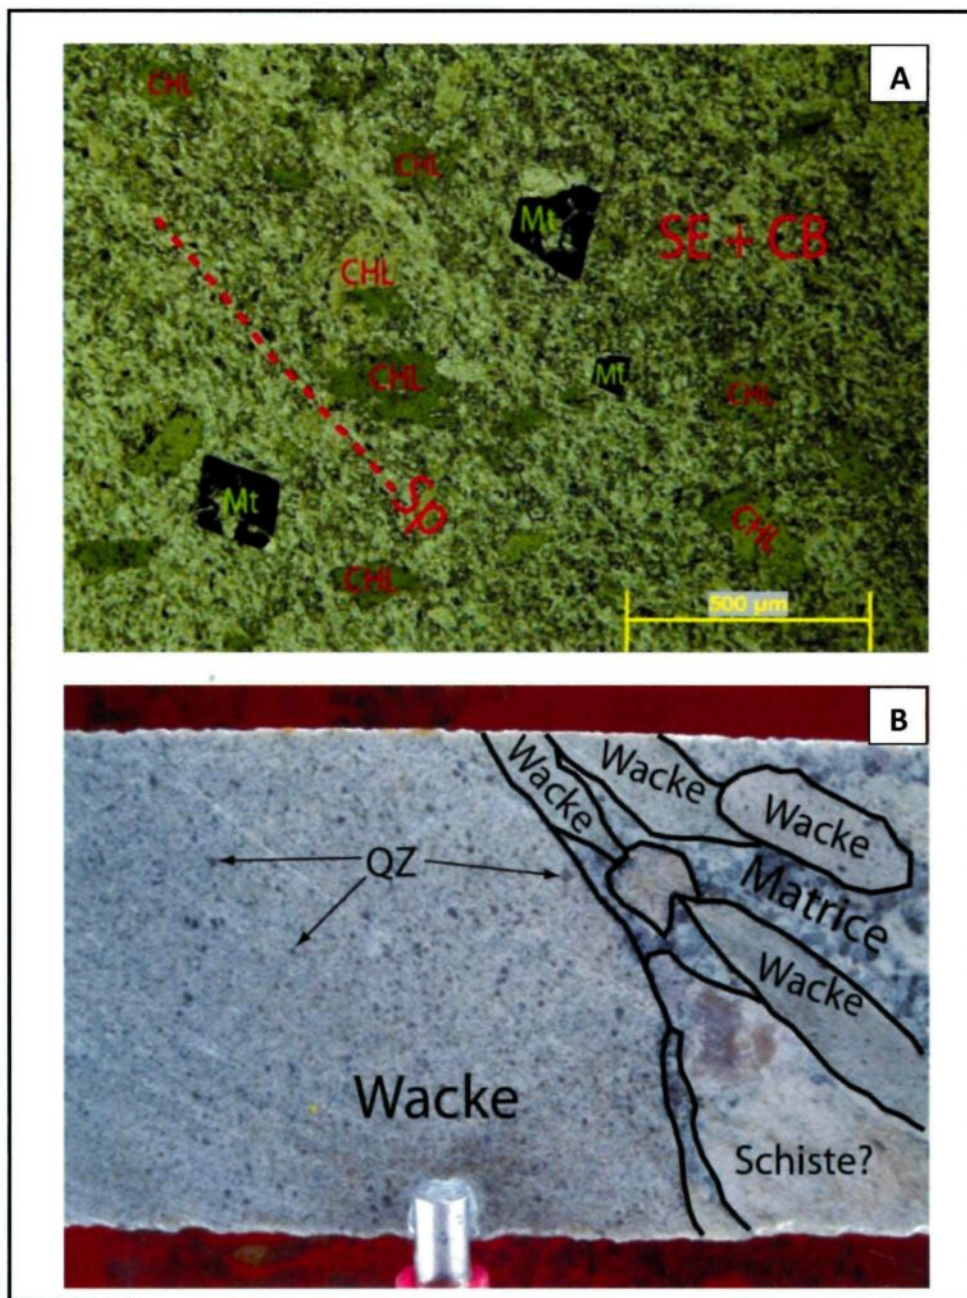 A
CHL
CHL
Mt
SE + CB
CHL
CHL
Mt
CHL
Mt
Sp
CHL
CHL
500 µm
B
Wacke
Wacke
Wacke
QZ
Matrice
Wacke
Wacke
Schiste?